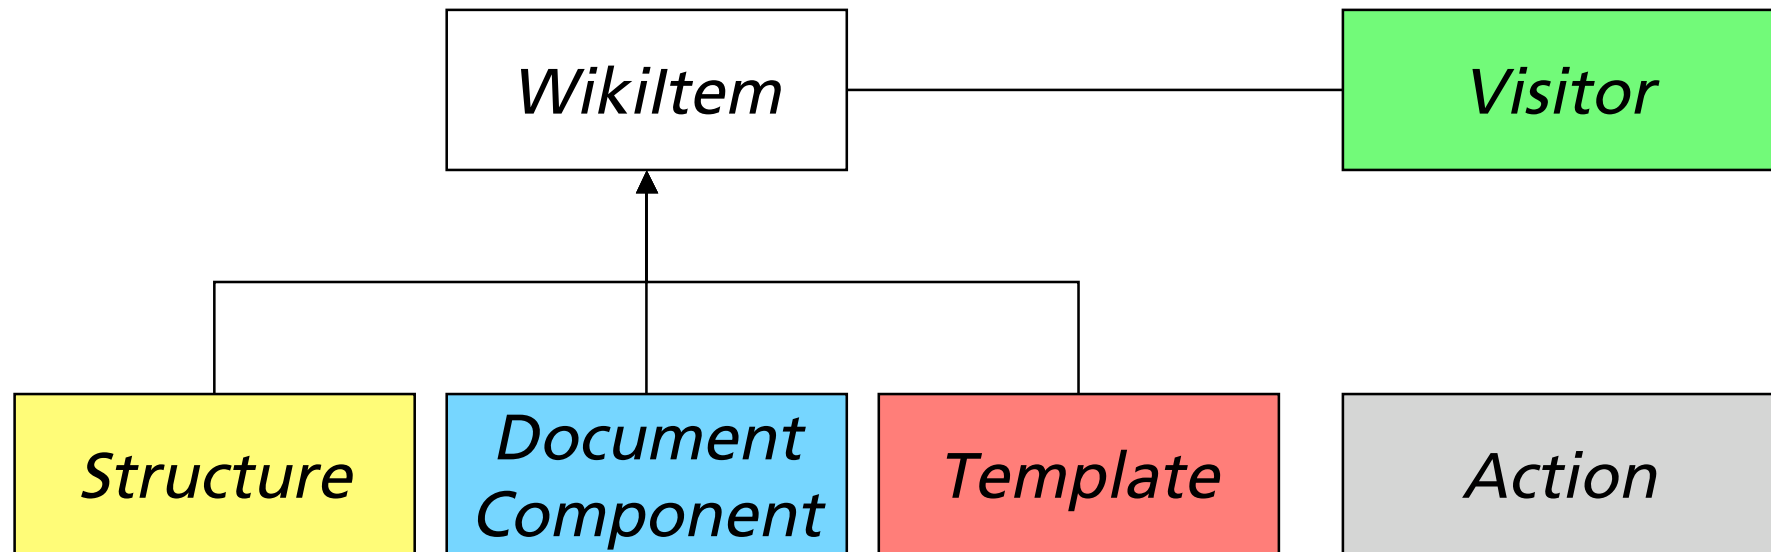 WikiItem
Visitor
Structure
Document
Component
Template
Action